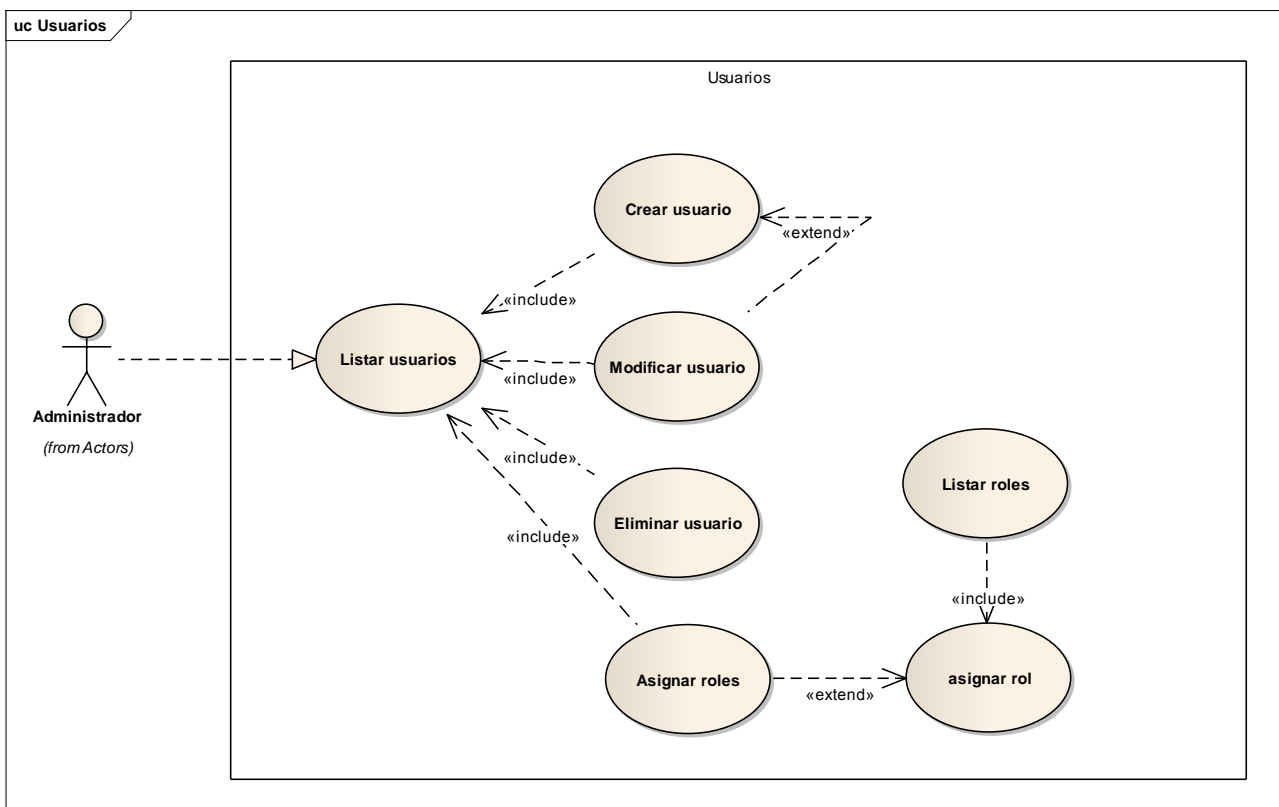 uc Usuarios
Usuarios
Crear usuario
«extend»
«include»
Administrador
(from Actors)
Listar usuarios
Modificar usuario
«include»
«include»
Eliminar usuario
«include»
Listar roles
«include»
Asignar roles
«extend»
asignar rol